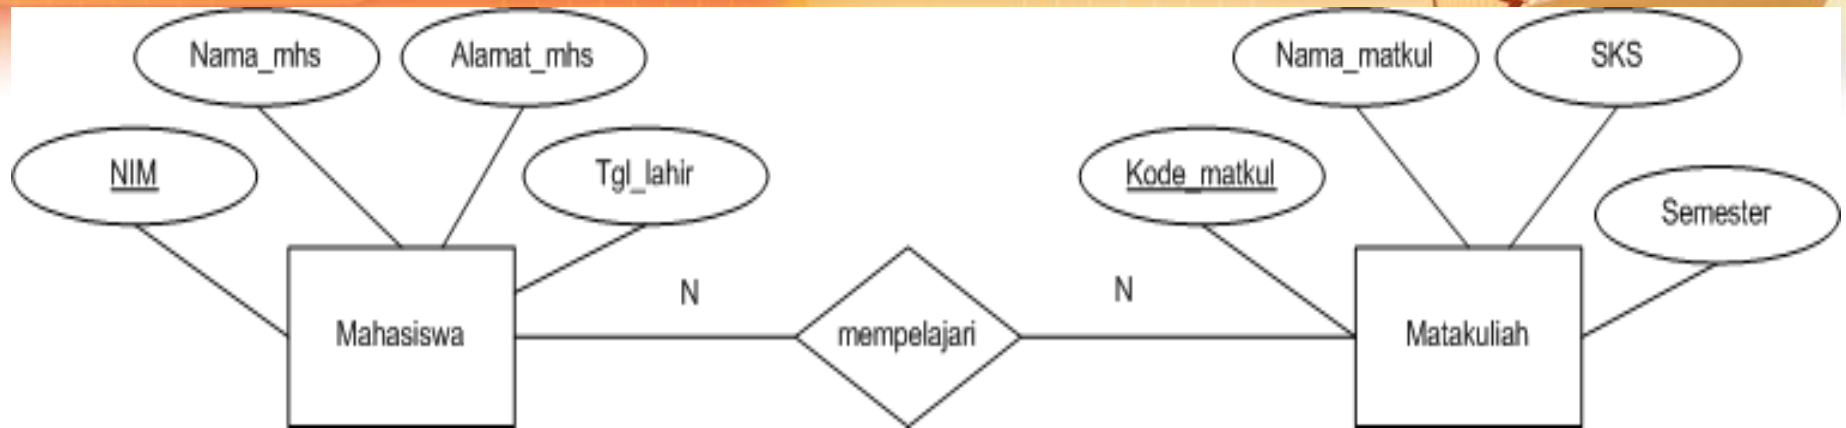 Nama_mhs
Alamat_mhs
Nama_matkul
SKS
NIM
Tgl_lahir
Kode_matkul
Semester
N
N
Mahasiswa
mempelajari
Matakuliah